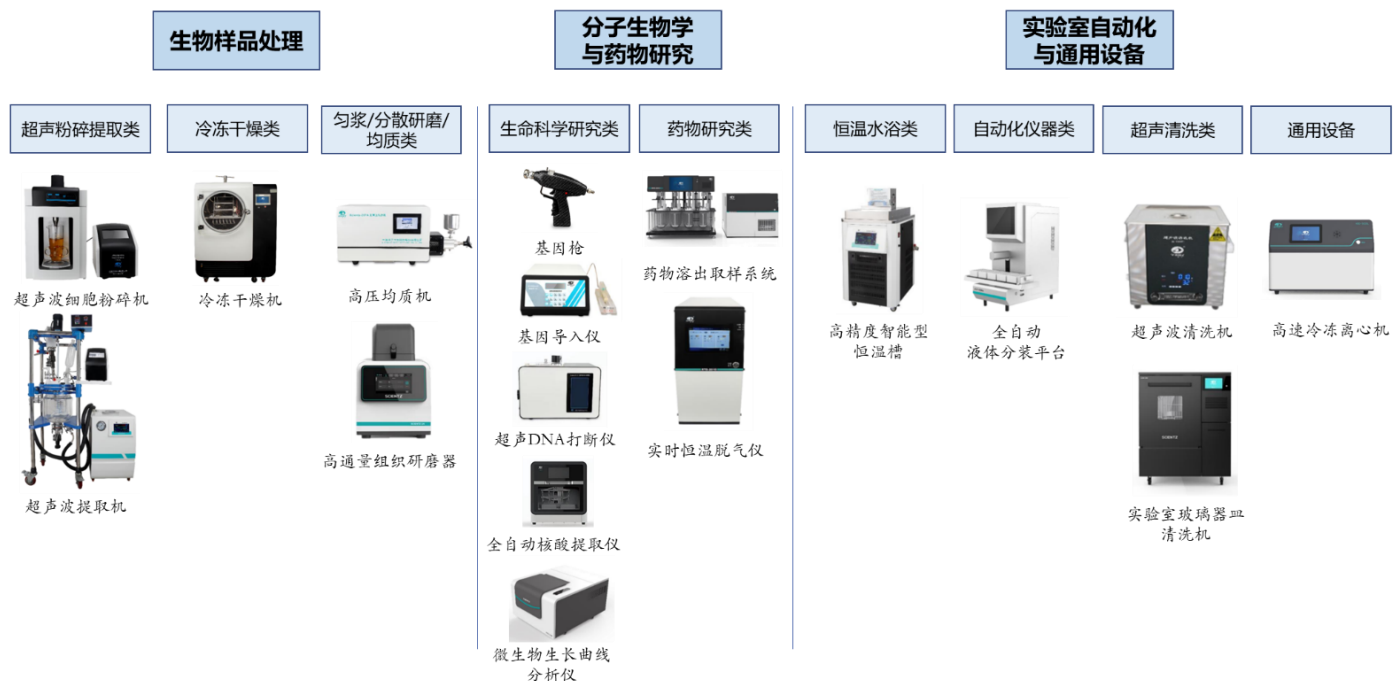 生物样品处理
分子生物学
与药物研究
实验室自动化
与通用设备
超声粉碎提取类
冷冻干燥类
匀浆/分散研磨/
均质类
生命科学研究类
药物研究类
恒温水浴类
自动化仪器类
超声清洗类
通用设备
超声波细胞粉碎机
超声波提取机
冷冻干燥机
高压均质机
高通量组织研磨器
基因枪
基因导入仪
超声DNA打断仪
全自动核酸提取仪
微生物生长曲线
分析仪
药物溶出取样系统
实时恒温脱气仪
高精度智能型
恒温槽
全自动
液体分装平台
超声波清洗机
实验室玻璃器皿
清洗机
高速冷冻离心机